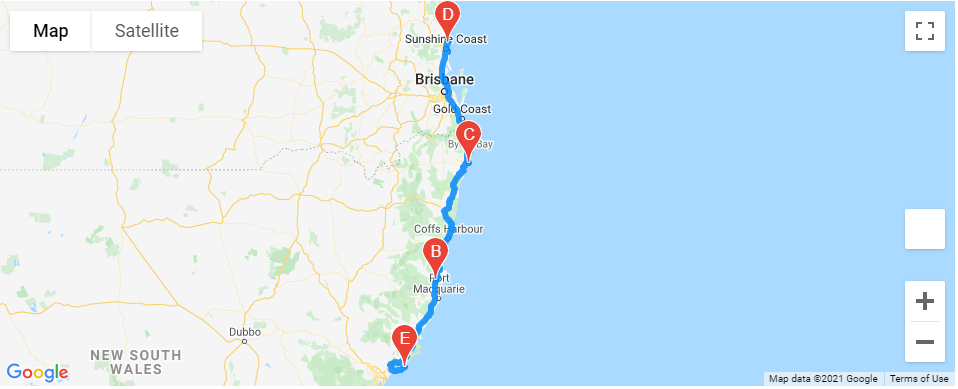 Map Satellite
D
Sunshine Coast
Brisbane
Gold Coast
C
Bay
Coffs Harbour
B
Port
Macquarie
E
Dubbo
NEW SOUTH
WALES
Google
Map data ©2021 Google Terms of Use